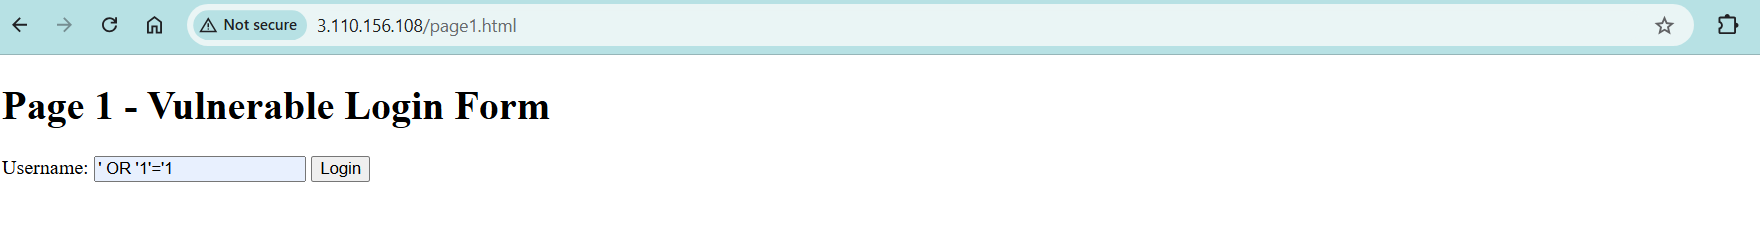 Not secure 3.110.156.108/page1.html
Page 1 - Vulnerable Login Form
Username: ' OR '1'='1 Login